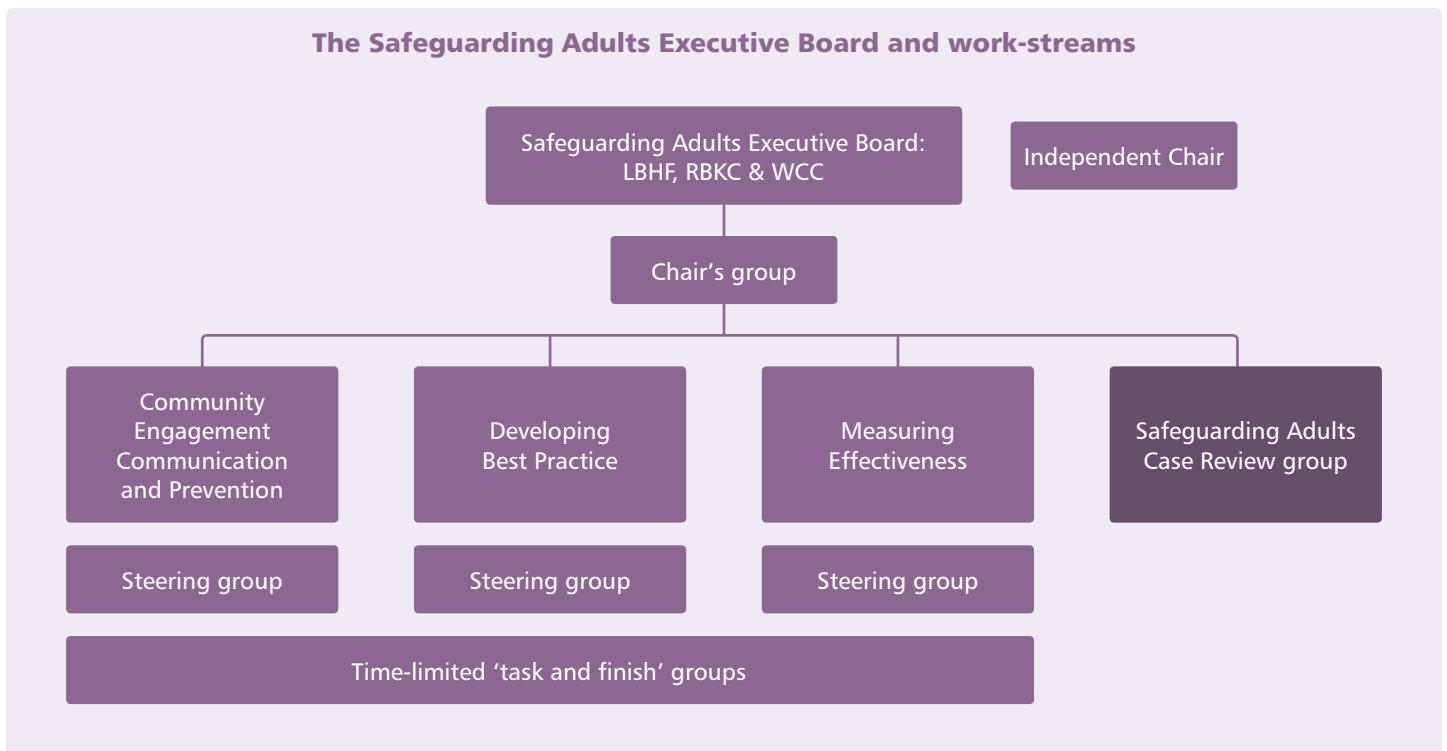 The Safeguarding Adults Executive Board and work-streams
Safeguarding Adults Executive Board:
LBHF, RBKC & WCC
Independent Chair
Chair’s group
Community
Engagement
Communication
and Prevention
Developing
Best Practice
Measuring
Effectiveness
Safeguarding Adults
Case Review group
Steering group
Steering group
Steering group
Time-limited ‘task and finish’ groups